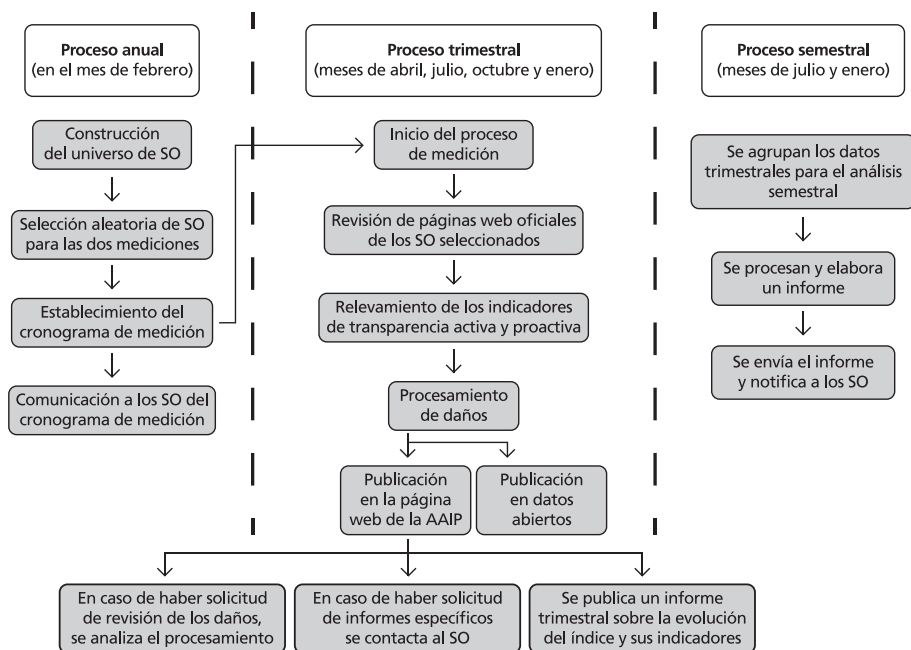 Proceso anual
(en el mes de febrero)
Construcción
del universo de SO
Selección aleatoria de SO
para las dos mediciones
Establecimiento del
cronograma de medición
Comunicación a los SO del
cronograma de medición
Proceso trimestral
(meses de abril, julio, octubre y enero)
Inicio del proceso
de medición
Revisión de páginas web oficiales
de los SO seleccionados
Relevamiento de los indicadores
de transparencia activa y proactiva
Procesamiento
de daños
Publicación
en la página
web de la AAIP
Publicación
en datos
abiertos
En caso de haber solicitud
de revisión de los daños,
se analiza el procesamiento
En caso de haber solicitud
de informes específicos
se contacta al SO
Se publica un informe
trimestral sobre la evolución
del índice y sus indicadores
Proceso semestral
(meses de julio y enero)
Se agrupan los datos
trimestrales para el análisis
semestral
Se procesan y elabora
un informe
Se envía el informe
y notifica a los SO